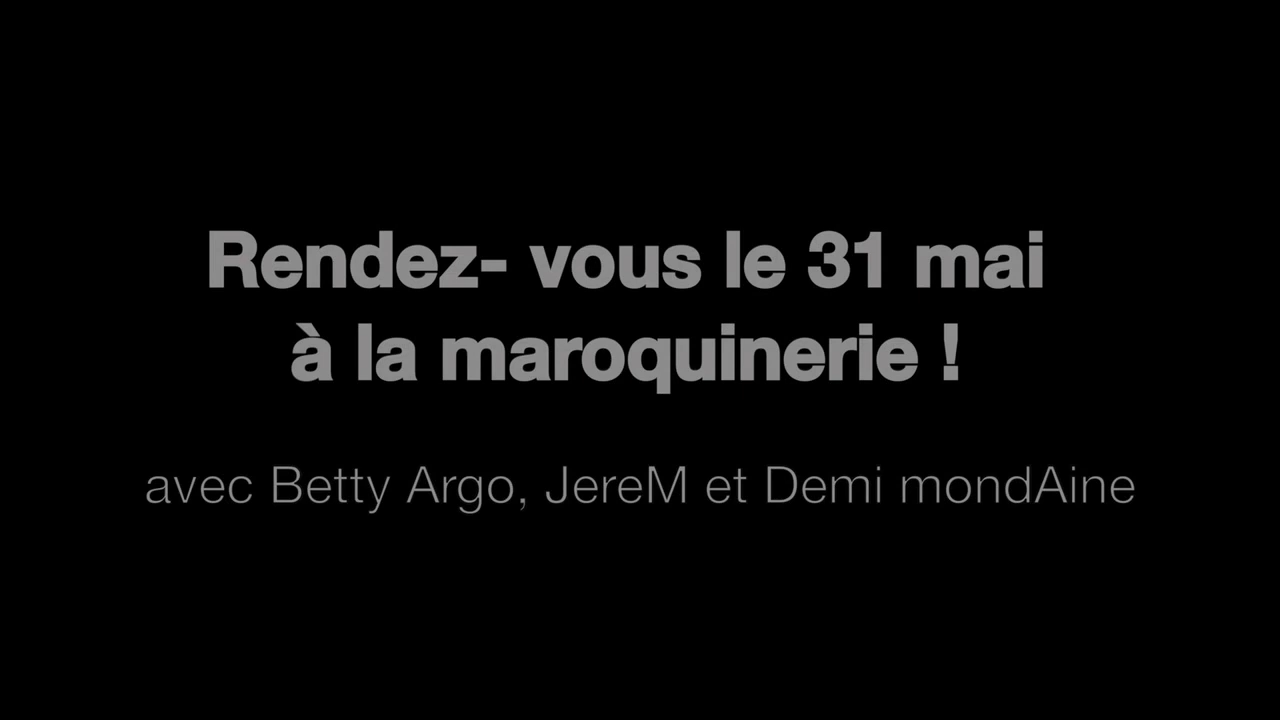 Rendez- vous le 31 mai
à la maroquinerie !
avec Betty Argo, JereM et Demi mondAine